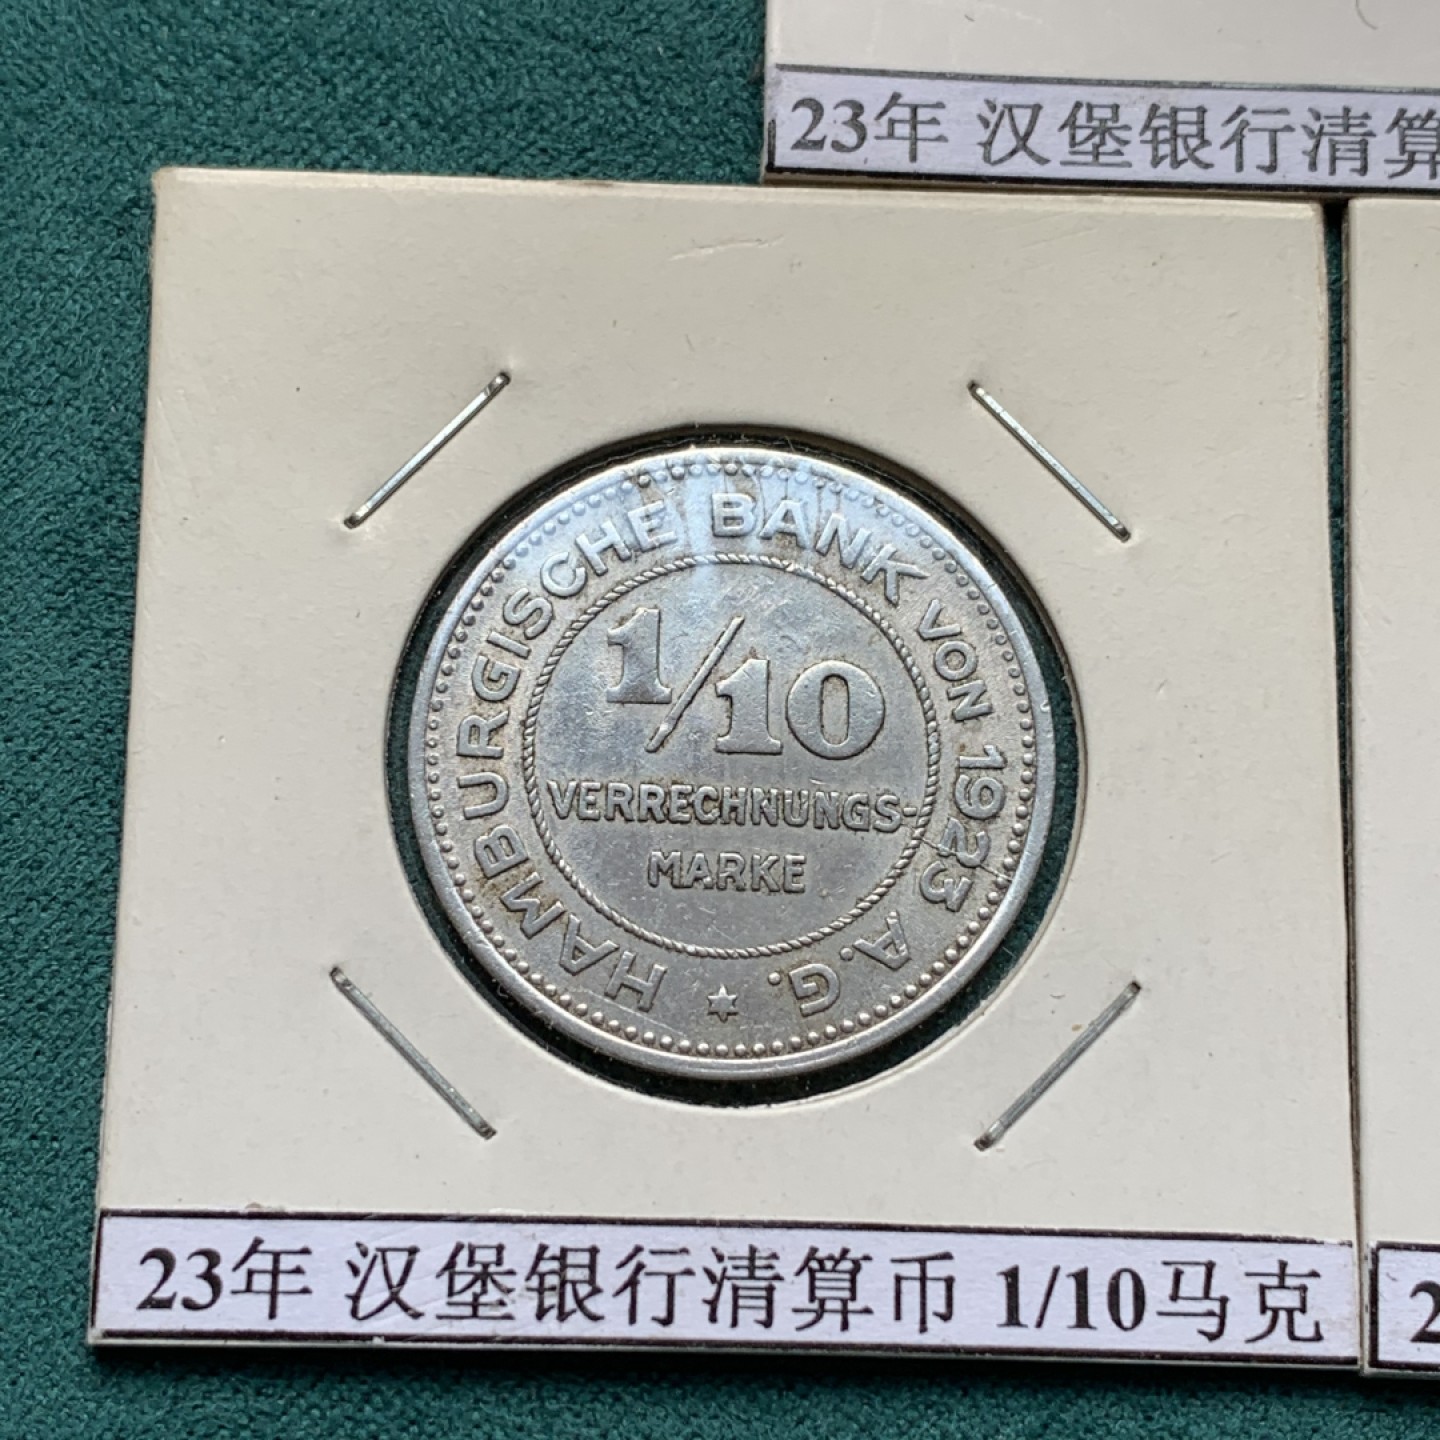 23年 汉堡银行清算
HAMBURGISCHE BANK VON 1923 A.G.
1/10
VERRECHNUNGS-
MARKE
23年 汉堡银行清算币 1/10马克
2